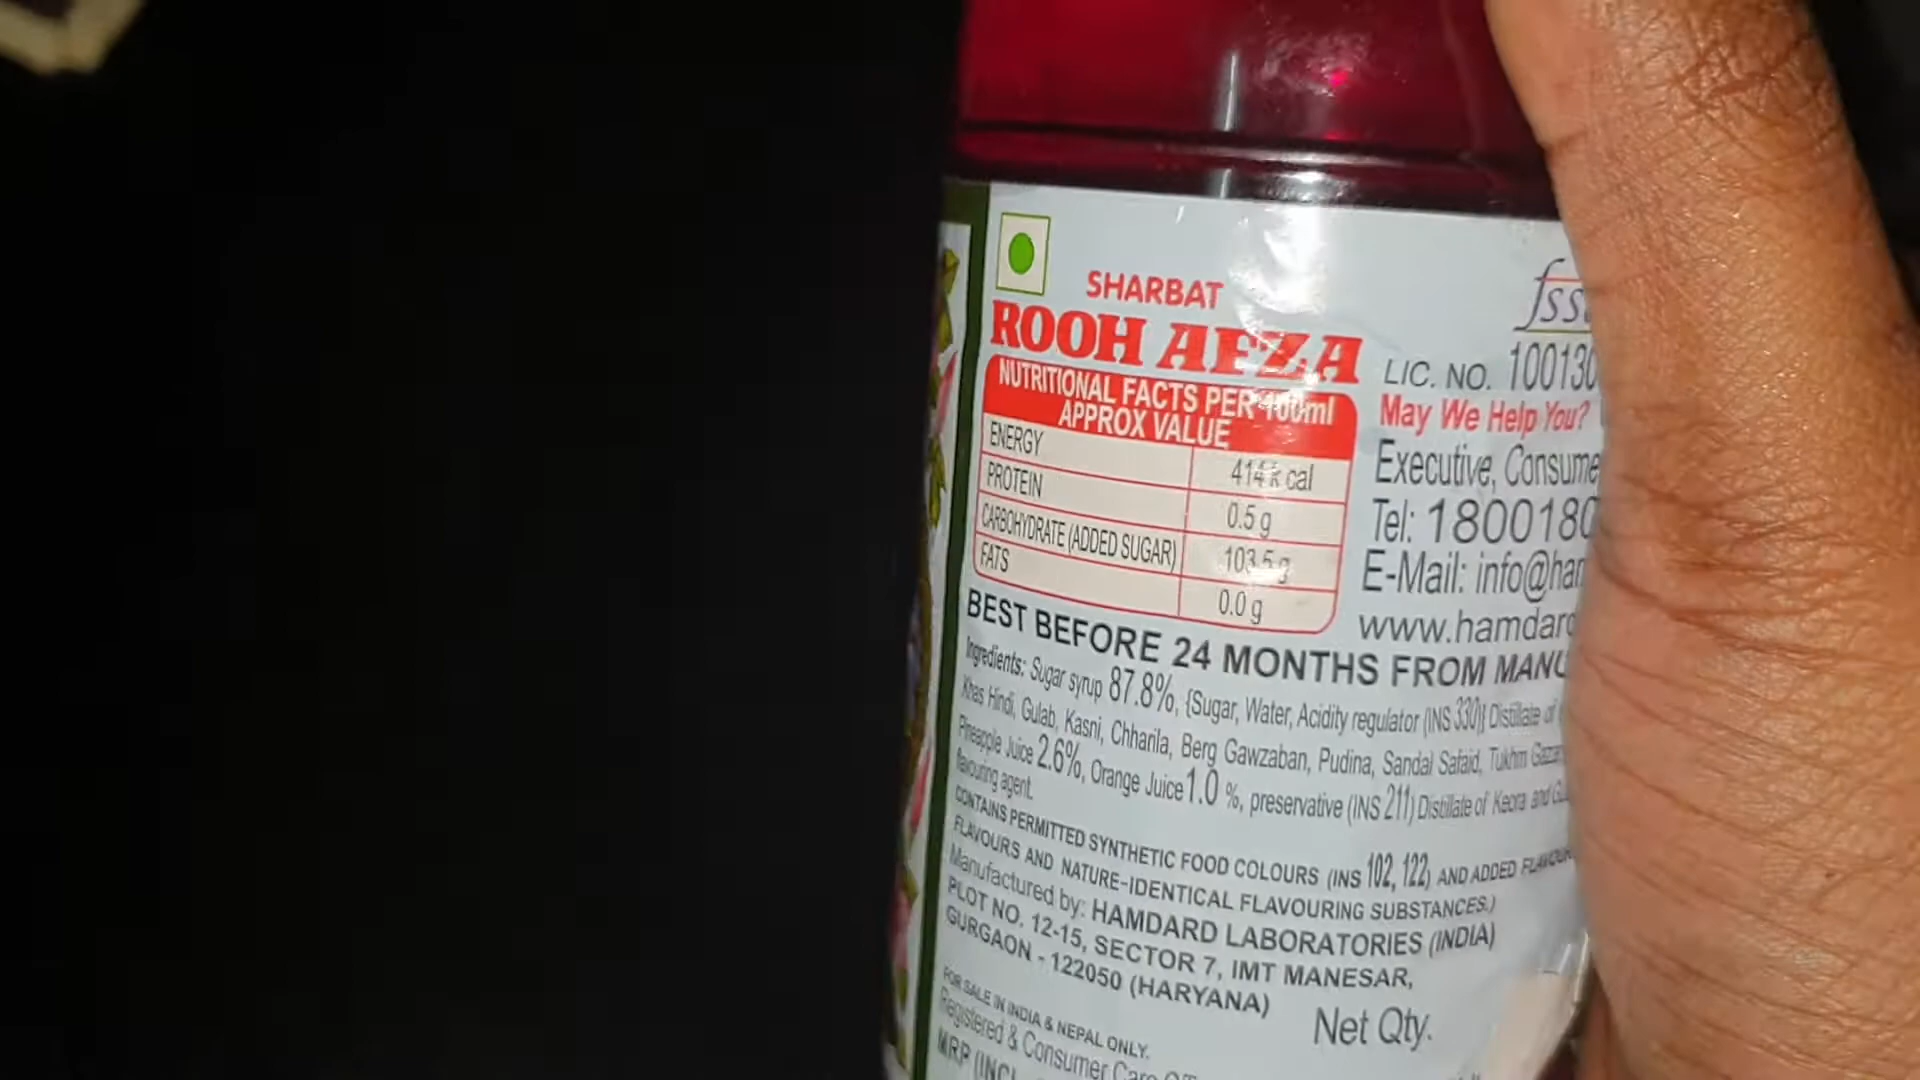 SHARBAT
ROOH AFZA
NUTRITIONAL FACTS PER 100ml
APPROX VALUE
ENERGY 414 k cal
PROTEIN 0.5 g
CARBOHYDRATE (ADDED SUGAR) 103.5 g
FATS 0.0 g
fss
LIC. NO. 100130
May We Help You?
Executive, Consume
Tel: 1800180
E-Mail: info@ham
www.hamdard
BEST BEFORE 24 MONTHS FROM MANU
Ingredients: Sugar syrup 87.8%, {Sugar, Water, Acidity regulator (INS 330)} Distillate of
Khas Hindi, Gulab, Kasni, Chharila, Berg Gawzaban, Pudina, Sandal Safaid, Tukhm
Pineapple Juice 2.6%, Orange Juice 1.0 %, preservative (INS 211) Distillate of Keora and
flavouring agent.
CONTAINS PERMITTED SYNTHETIC FOOD COLOURS (INS 102, 122) AND ADDED
FLAVOURS AND NATURE-IDENTICAL FLAVOURING SUBSTANCES.)
Manufactured by: HAMDARD LABORATORIES (INDIA)
PLOT NO. 12-15, SECTOR 7, IMT MANESAR,
GURGAON - 122050 (HARYANA)
FOR SALE IN INDIA & NEPAL ONLY.
Net Qty.
Registered & Consumer Care
MRP (INCL